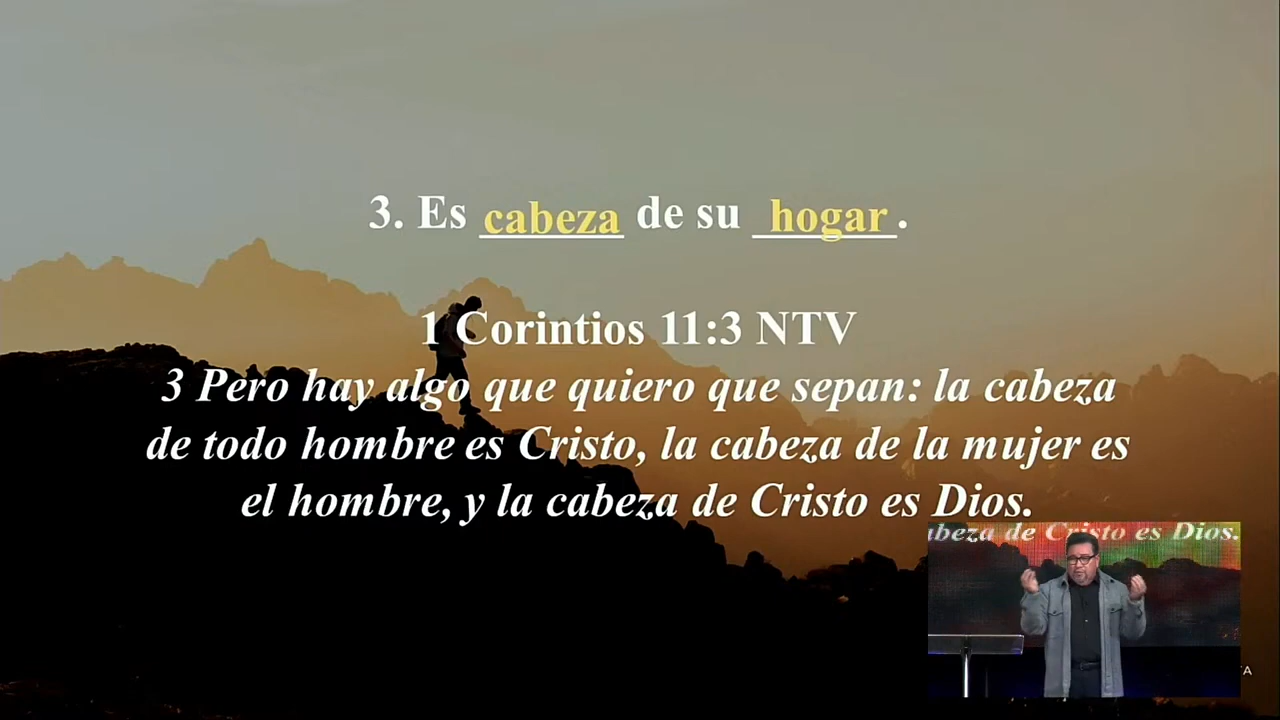 3. Es cabeza de su hogar.
1 Corintios 11:3 NTV
3 Pero hay algo que quiero que sepan: la cabeza
de todo hombre es Cristo, la cabeza de la mujer es
el hombre, y la cabeza de Cristo es Dios.
de Cristo es Dios.